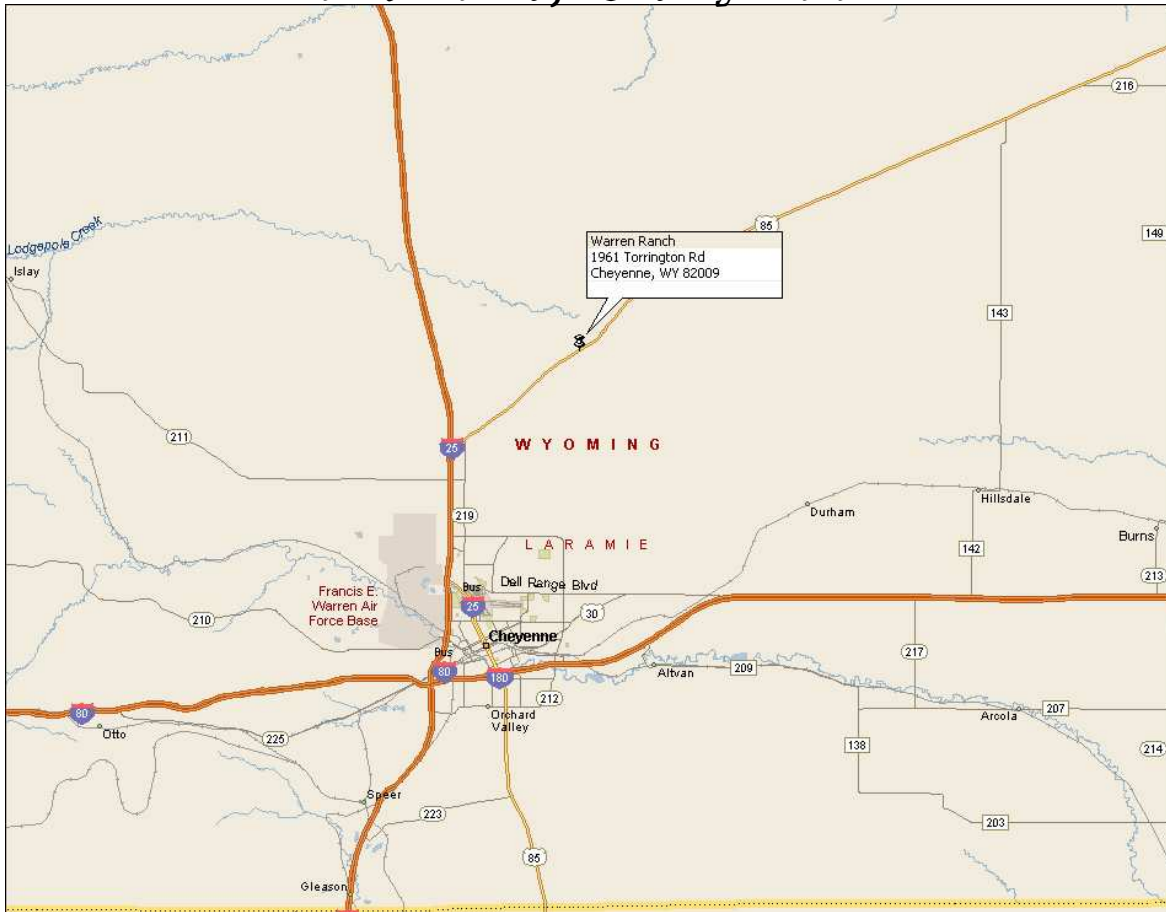 216
85
149
Warren Ranch
1961 Torrington Rd
Cheyenne, WY 82009
Lodgepole Creek
Islay
143
211
25
WYOMING
219
Hillsdale
Durham
Burns
LARAMIE
142
213
Bus
25
Dell Range Blvd
Francis E.
Warren Air
Force Base
210
30
Cheyenne
Bus
80
180
Altvan
209
217
212
Orchard
Valley
80
Otto
225
Arcola
207
138
214
Speer
223
203
85
Gleason